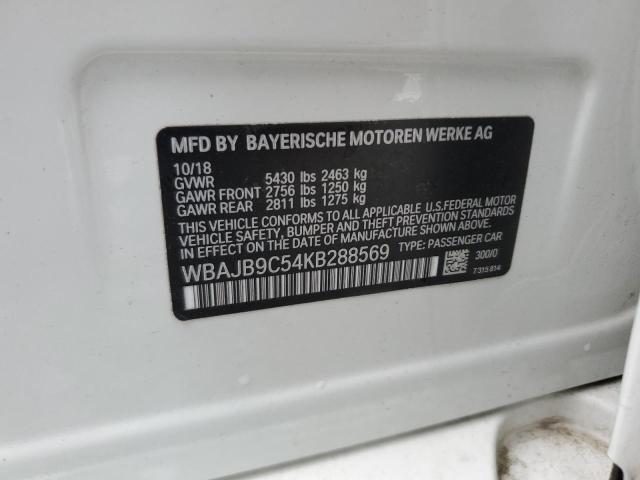 MFD BY BAYERISCHE MOTOREN WERKE AG
10/18
GVWR 5430 lbs 2463 kg
GAWR FRONT 2756 lbs 1250 kg
GAWR REAR 2811 lbs 1275 kg
THIS VEHICLE CONFORMS TO ALL APPLICABLE U.S.FEDERAL MOTOR
VEHICLE SAFETY, BUMPER AND THEFT PREVENTION STANDARDS
IN EFFECT ON THE DATE OF MANUFACTURE SHOWN ABOVE.
WBAJB9C54KB288569 TYPE: PASSENGER CAR
300/0
7315814